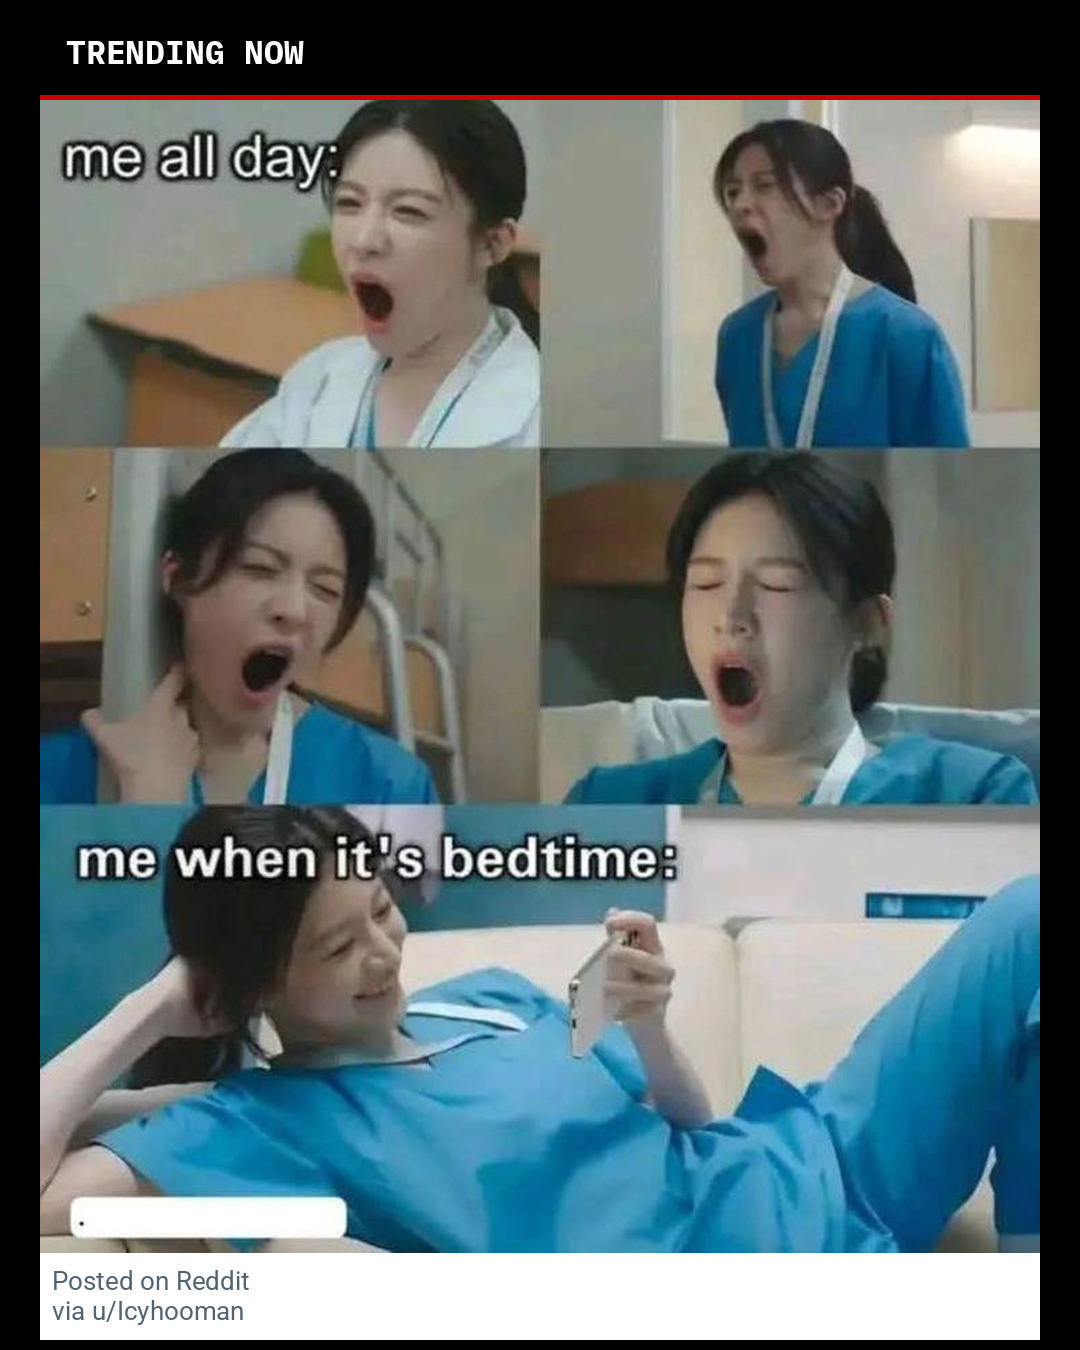 TRENDING NOW
me all day:
me when it's bedtime:
.
Posted on Reddit
via u/Icyhooman